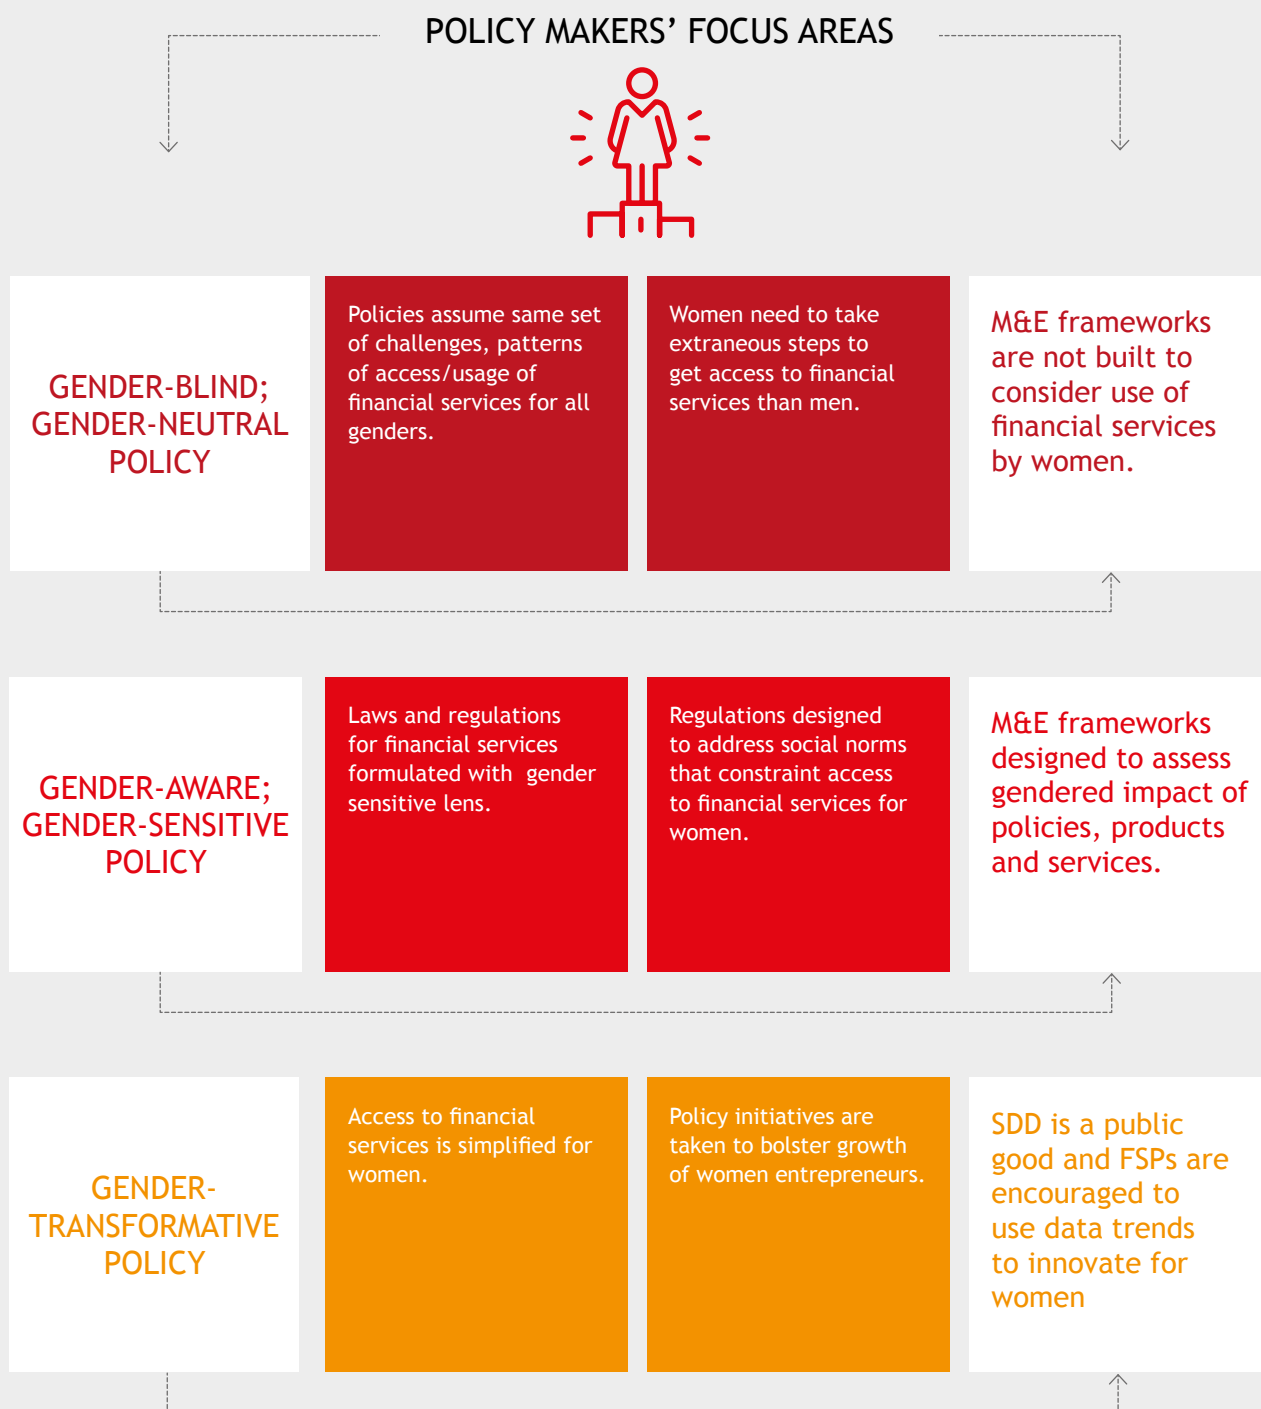 POLICY MAKERS’ FOCUS AREAS
GENDER-BLIND;
GENDER-NEUTRAL
POLICY
Policies assume same set
of challenges, patterns
of access/usage of
financial services for all
genders.
Women need to take
extraneous steps to
get access to financial
services than men.
M&E frameworks
are not built to
consider use of
financial services
by women.
GENDER-AWARE;
GENDER-SENSITIVE
POLICY
Laws and regulations
for financial services
formulated with gender
sensitive lens.
Regulations designed
to address social norms
that constraint access
to financial services for
women.
M&E frameworks
designed to assess
gendered impact of
policies, products
and services.
GENDER-
TRANSFORMATIVE
POLICY
Access to financial
services is simplified for
women.
Policy initiatives are
taken to bolster growth
of women entrepreneurs.
SDD is a public
good and FSPs are
encouraged to
use data trends
to innovate for
women